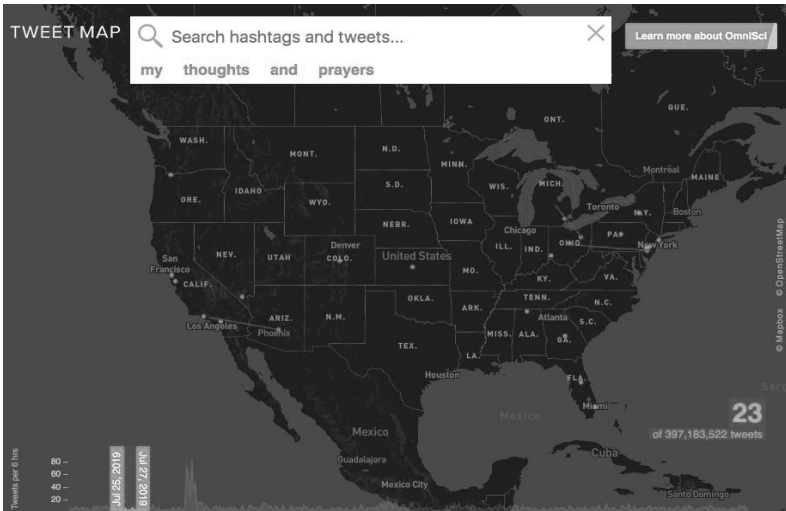 TWEET MAP
Search hashtags and tweets...
Learn more about OmniSci
my thoughts and prayers
QUE.
ONT.
WASH.
MONT.
N.D.
MINN.
Montréal
MAINE
ORE.
IDAHO
S.D.
WIS.
MICH.
WYO.
Toronto
N.Y.
Boston
NEBR.
IOWA
Chicago
NEV.
UTAH
Denver
COLO.
United States
ILL.
IND.
OHIO
PA.
New York
San
Francisco
CALIF.
MO.
KY.
VA.
Los Angeles
ARIZ.
Phoenix
N.M.
OKLA.
ARK.
TENN.
N.C.
Atlanta
S.C.
TEX.
MISS.
ALA.
GA.
LA.
Houston
FLA.
Miami
Mexico
Mexico
Guadalajara
Mexico City
Cuba
Santo Domingo
Sarg
© Mapbox © OpenStreetMap
23
of 397,183,522 tweets
Tweets per 6 hrs
80
60
40
20
Jul 25, 2019
Jul 27, 2019